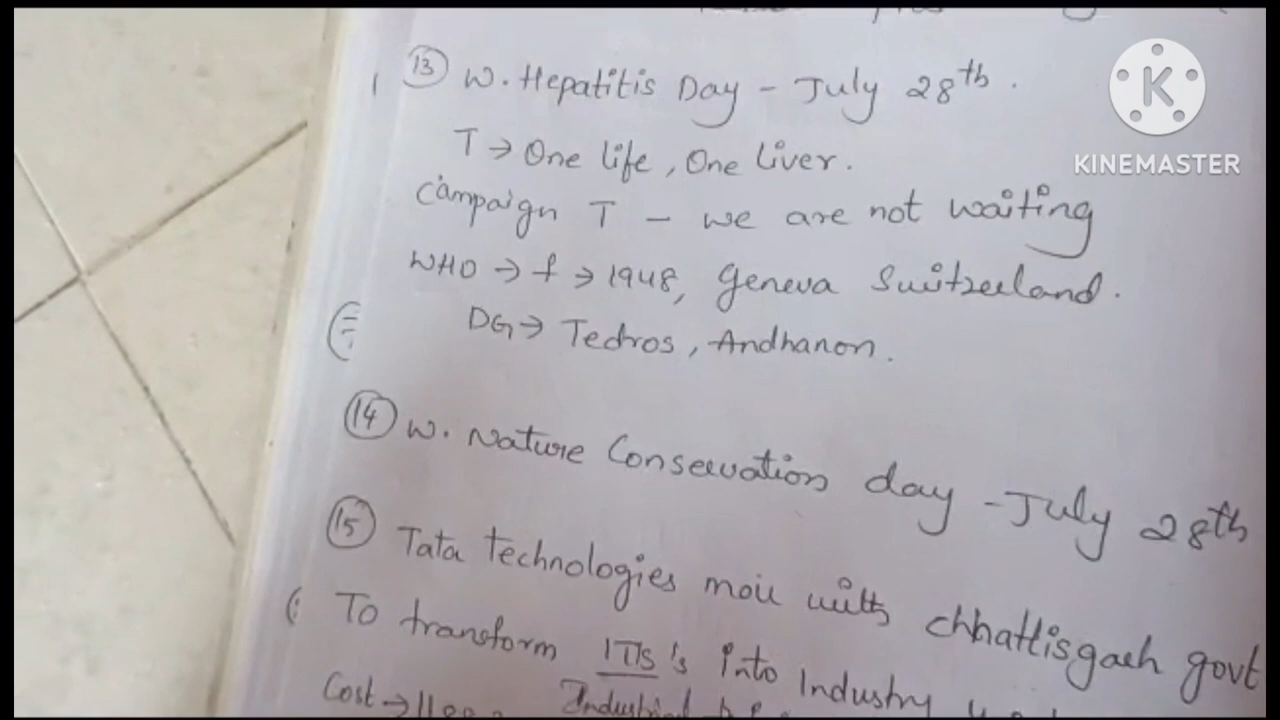 13 W. Hepatitis Day - July 28th.
T → One life, One liver.
Campaign T - we are not waiting
WHO → f → 1948, Geneva Switzerland.
DG → Tedros, Andhanon.
14 W. Nature Conservation day - July 28th
15 Tata technologies mou with chhattisgarh govt
To transform ITIs's into Industry
Cost →
Industrial
K
KINEMASTER